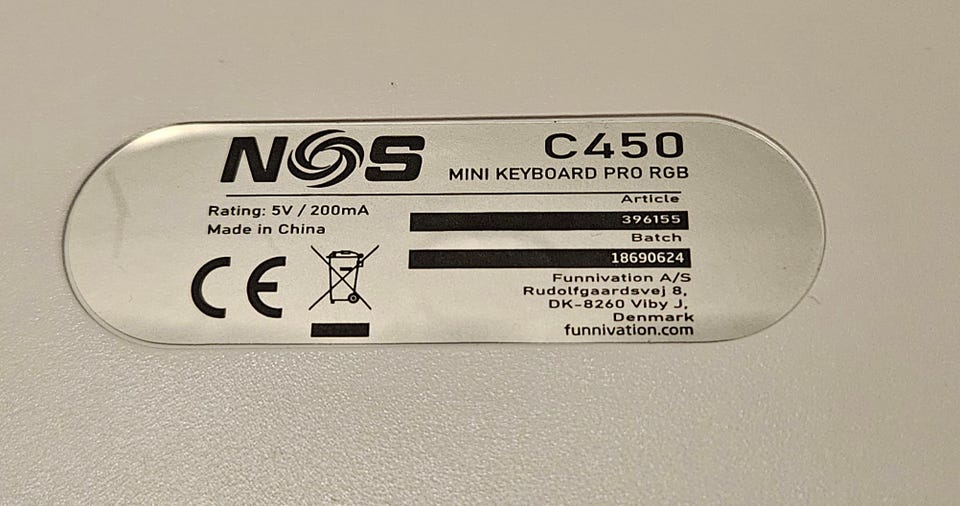 NOS
C450
MINI KEYBOARD PRO RGB
Rating: 5V / 200mA
Made in China
CE
Article
396155
Batch
18690624
Funnivation A/S
Rudolfgaardsvej 8,
DK-8260 Viby J,
Denmark
funnivation.com